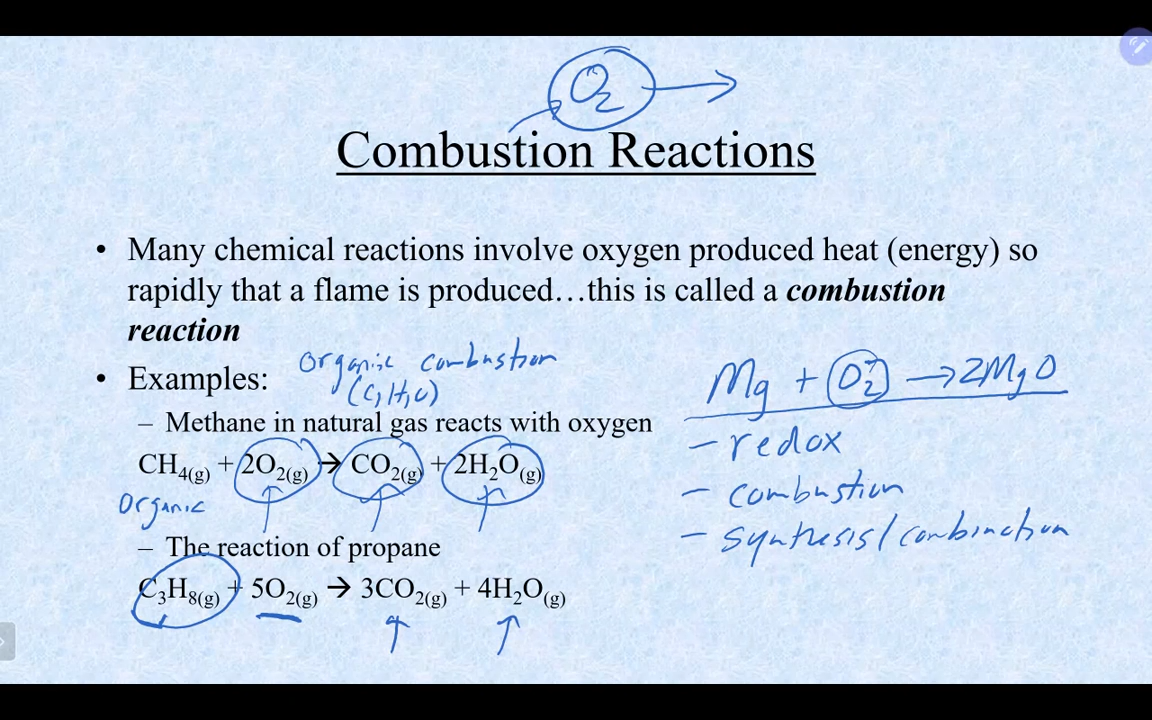 O₂ →
Combustion Reactions
• Many chemical reactions involve oxygen produced heat (energy) so
rapidly that a flame is produced…this is called a combustion
reaction
Organic combustion
(C, H, O)
• Examples:
– Methane in natural gas reacts with oxygen
CH₄(g) + 2O₂(g) → CO₂(g) + 2H₂O(g)
Organic
– The reaction of propane
C₃H₈(g) + 5O₂(g) → 3CO₂(g) + 4H₂O(g)
Mg + O₂ → 2MgO
– redox
– combustion
– synthesis/combination